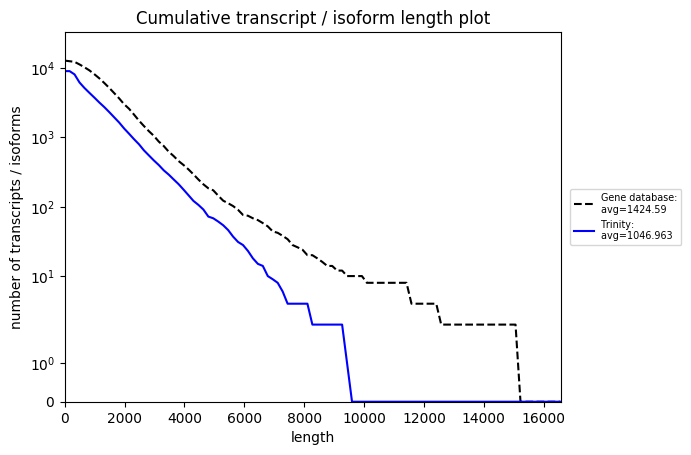 Cumulative transcript / isoform length plot
number of transcripts / isoforms
10^4
10^3
10^2
10^1
10^0
0
0 2000 4000 6000 8000 10000 12000 14000 16000
length
Gene database:
avg=1424.59
Trinity:
avg=1046.963